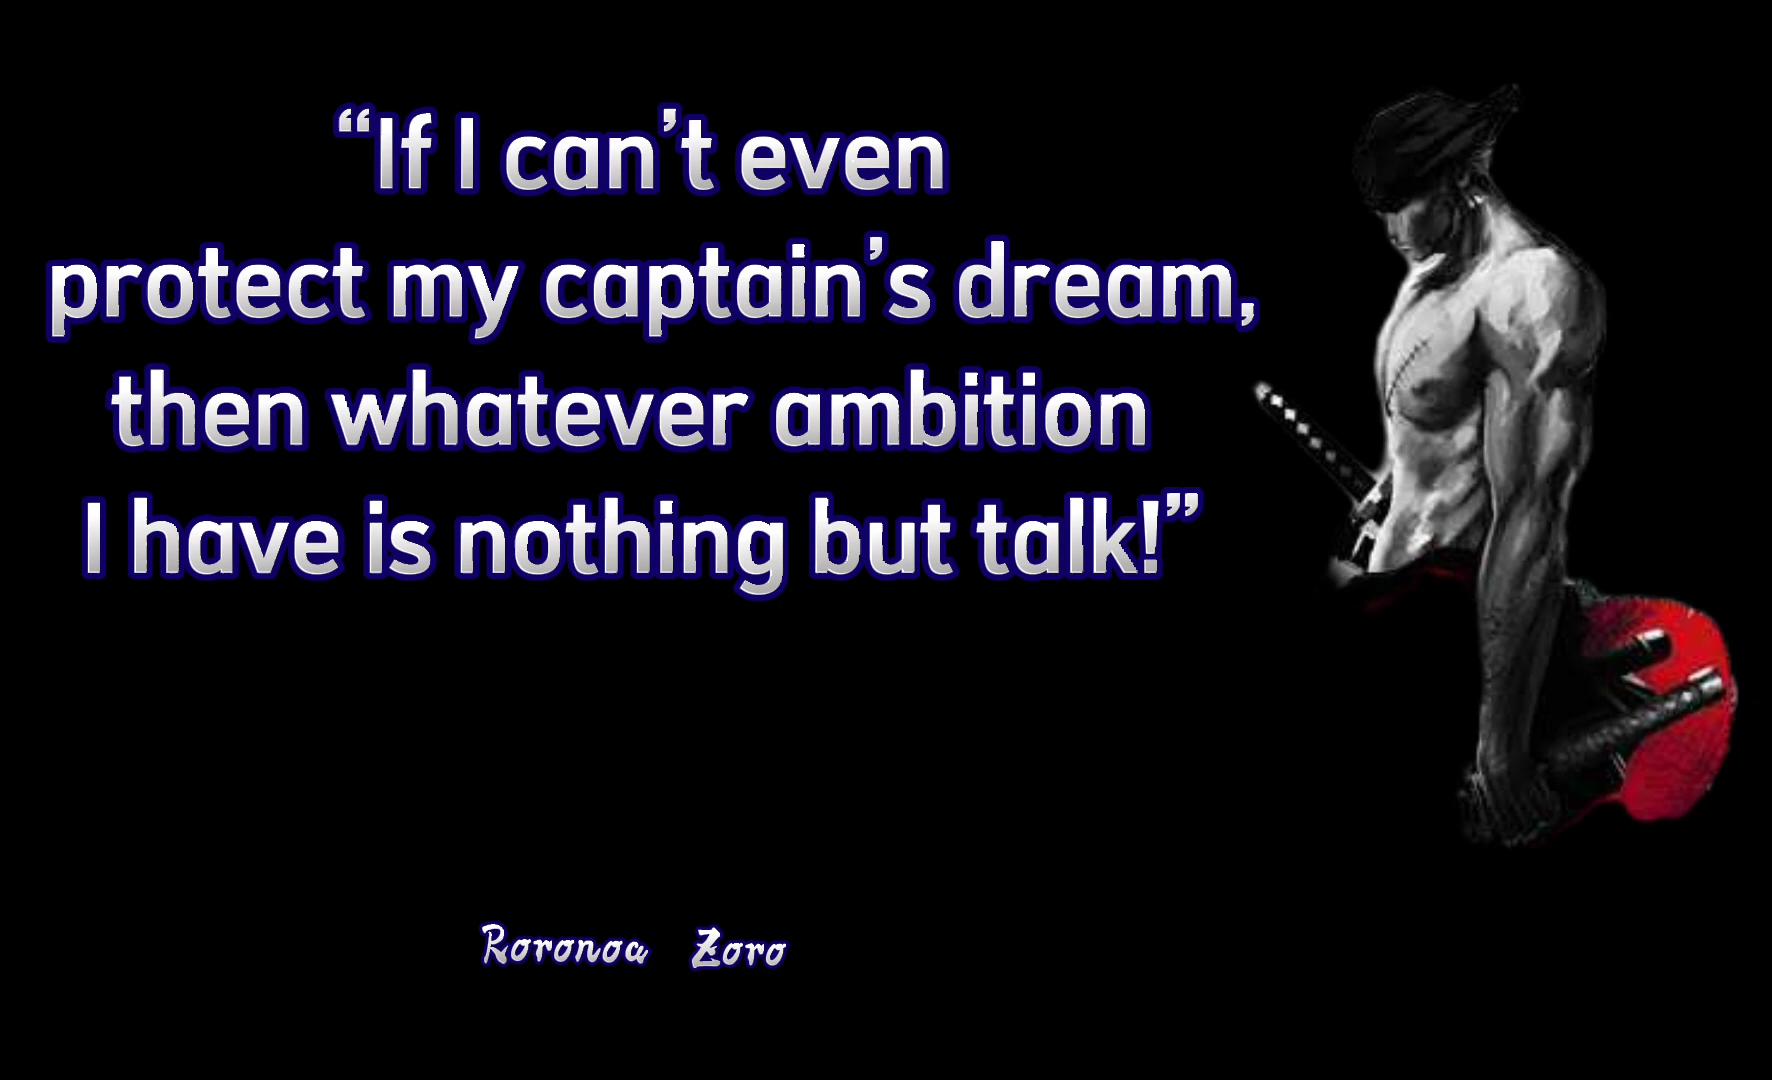 “If I can’t even
protect my captain’s dream,
then whatever ambition
I have is nothing but talk!”
Roronoa Zoro